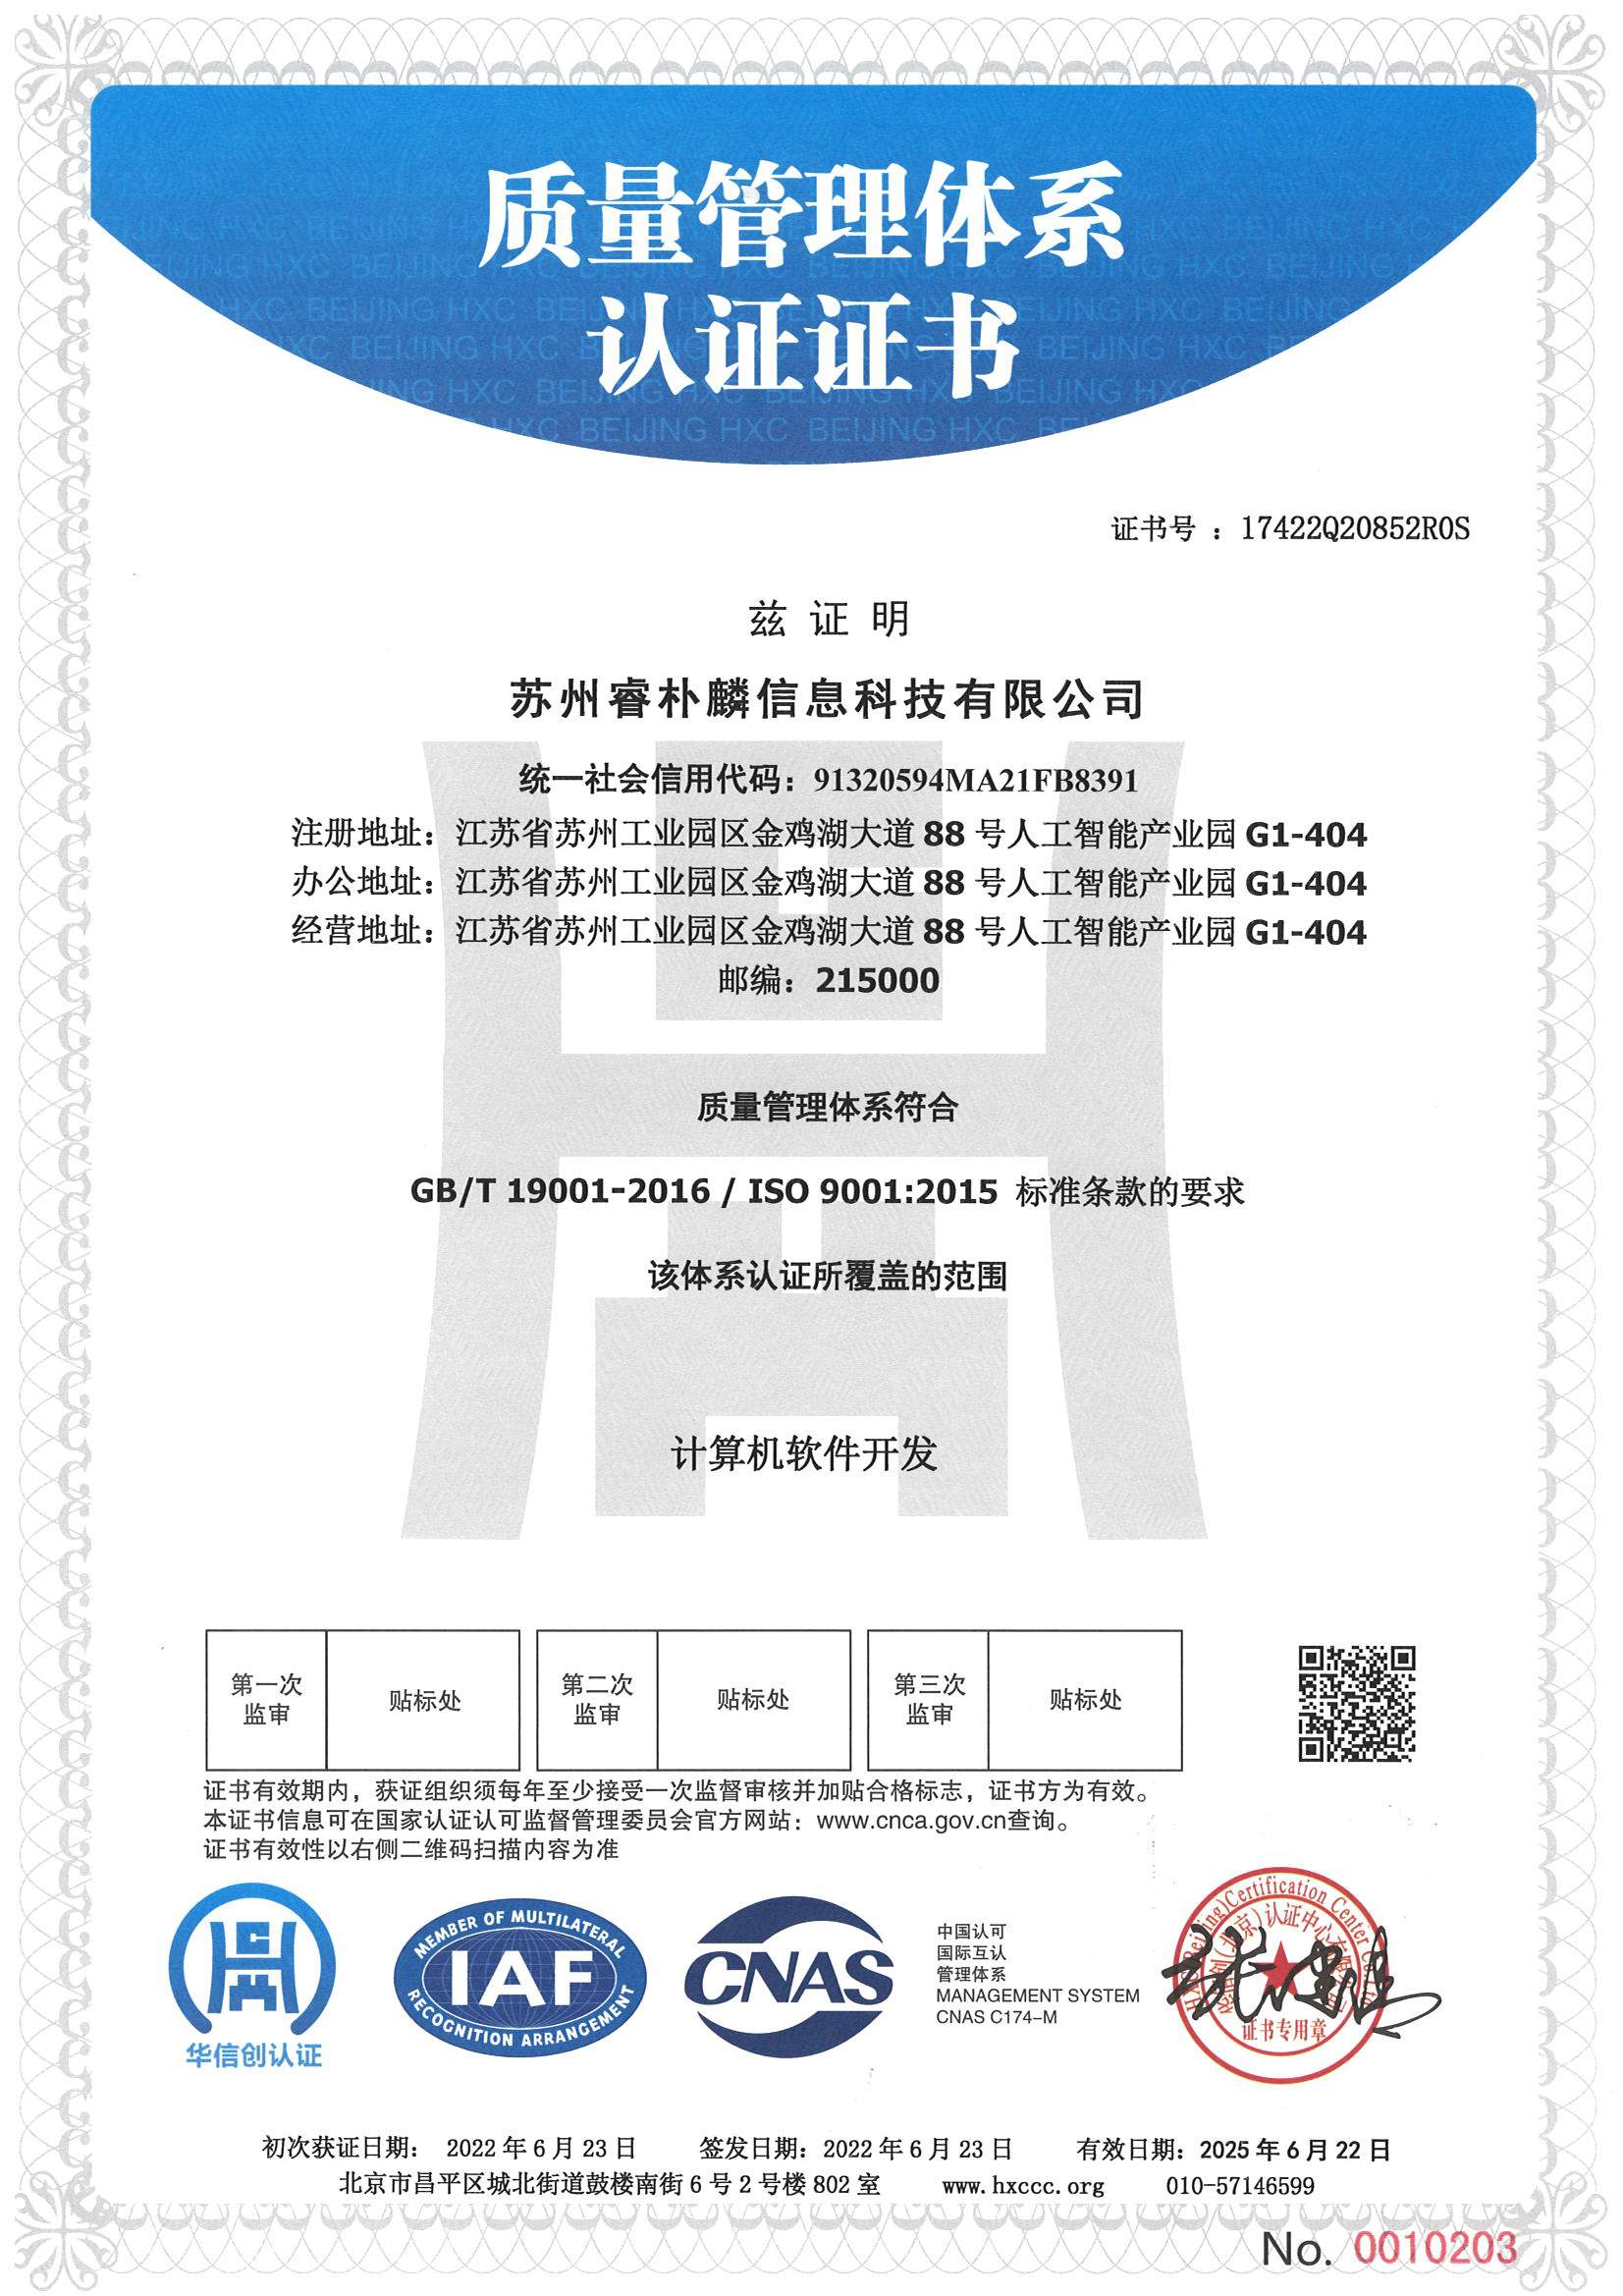 质量管理体系
认证证书
证书号 ：17422Q20852R0S
兹 证 明
苏州睿朴麟信息科技有限公司
统一社会信用代码：91320594MA21FB8391
注册地址：江苏省苏州工业园区金鸡湖大道 88 号人工智能产业园 G1-404
办公地址：江苏省苏州工业园区金鸡湖大道 88 号人工智能产业园 G1-404
经营地址：江苏省苏州工业园区金鸡湖大道 88 号人工智能产业园 G1-404
邮编：215000
质量管理体系符合
GB/T 19001-2016 / ISO 9001:2015 标准条款的要求
该体系认证所覆盖的范围
计算机软件开发
第一次
监审
贴标处
第二次
监审
贴标处
第三次
监审
贴标处
证书有效期内，获证组织须每年至少接受一次监督审核并加贴合格标志，证书方为有效。
本证书信息可在国家认证认可监督管理委员会官方网站：www.cnca.gov.cn查询。
证书有效性以右侧二维码扫描内容为准
华信创认证
MEMBER OF MULTILATERAL
IAF
RECOGNITION ARRANGEMENT
CNAS
中国认可
国际互认
管理体系
MANAGEMENT SYSTEM
CNAS C174-M
证书专用章
初次获证日期： 2022 年 6 月 23 日 签发日期：2022 年 6 月 23 日 有效日期：2025 年 6 月 22 日
北京市昌平区城北街道鼓楼南街 6 号 2 号楼 802 室 www.hxccc.org 010-57146599
No. 0010203